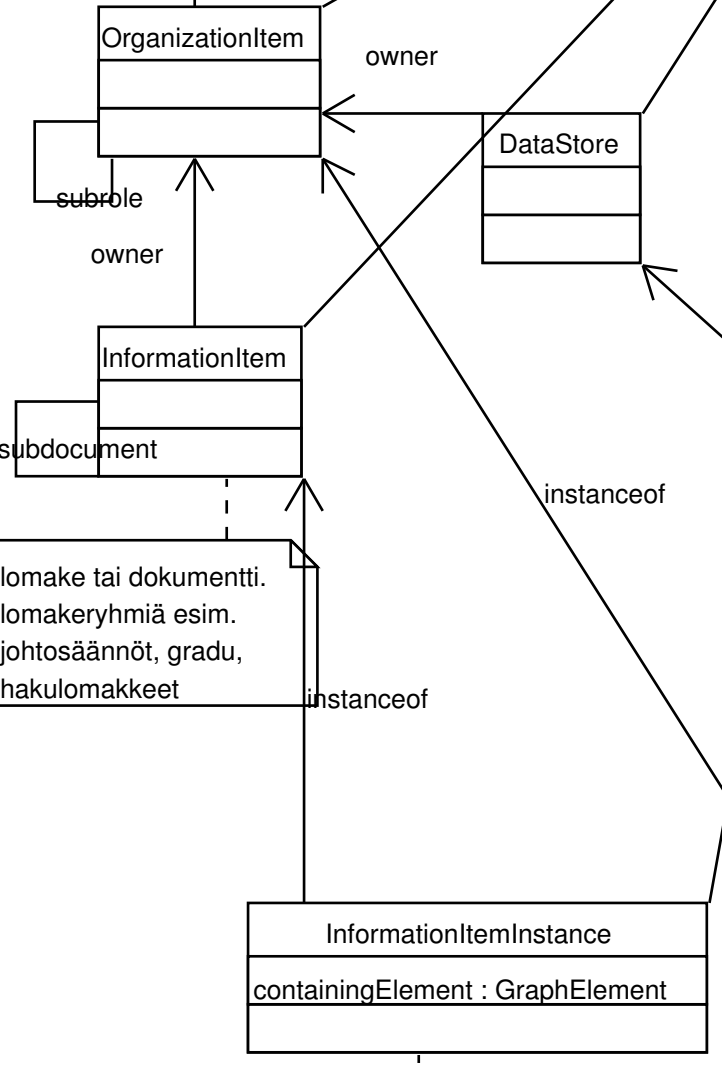 OrganizationItem
owner
DataStore
subrole
owner
InformationItem
subdocument
instanceof
lomake tai dokumentti.
lomakeryhmiä esim.
johtosäännöt, gradu,
hakulomakkeet
instanceof
InformationItemInstance
containingElement : GraphElement